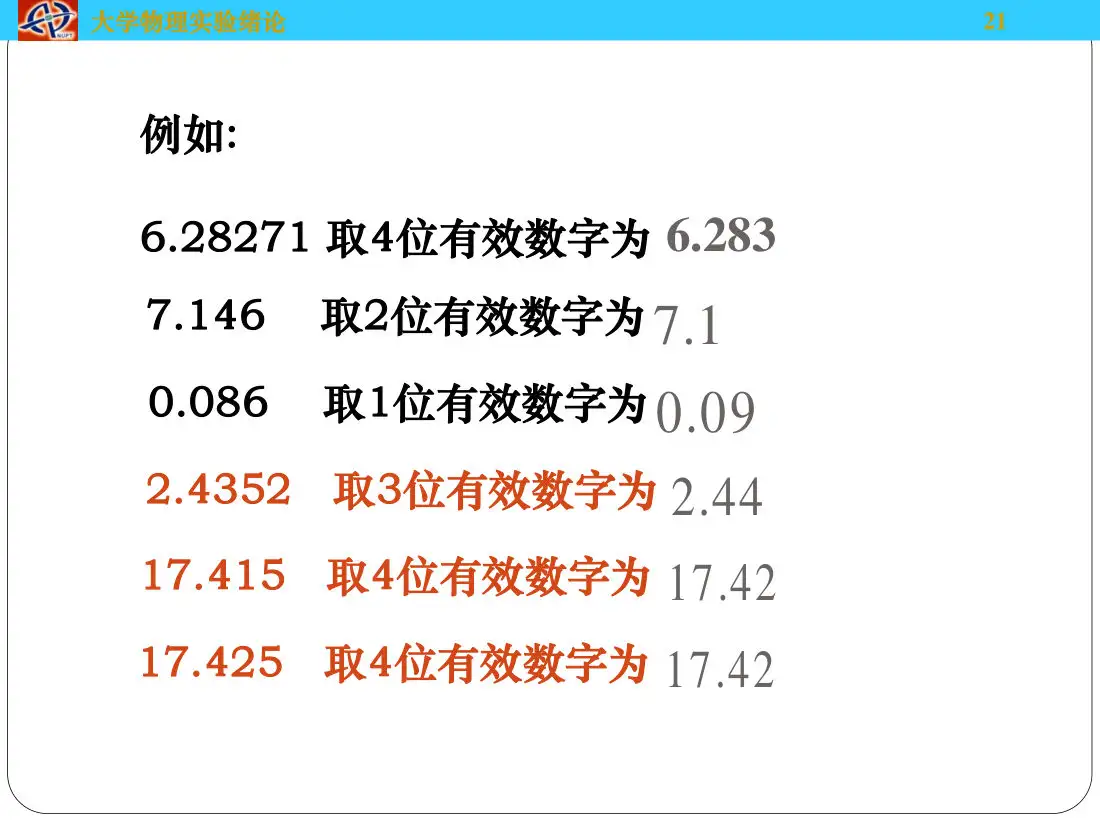 大学物理实验绪论 21
NUPT
例如:
6.28271 取4位有效数字为 6.283
7.146 取2位有效数字为 7.1
0.086 取1位有效数字为 0.09
2.4352 取3位有效数字为 2.44
17.415 取4位有效数字为 17.42
17.425 取4位有效数字为 17.42